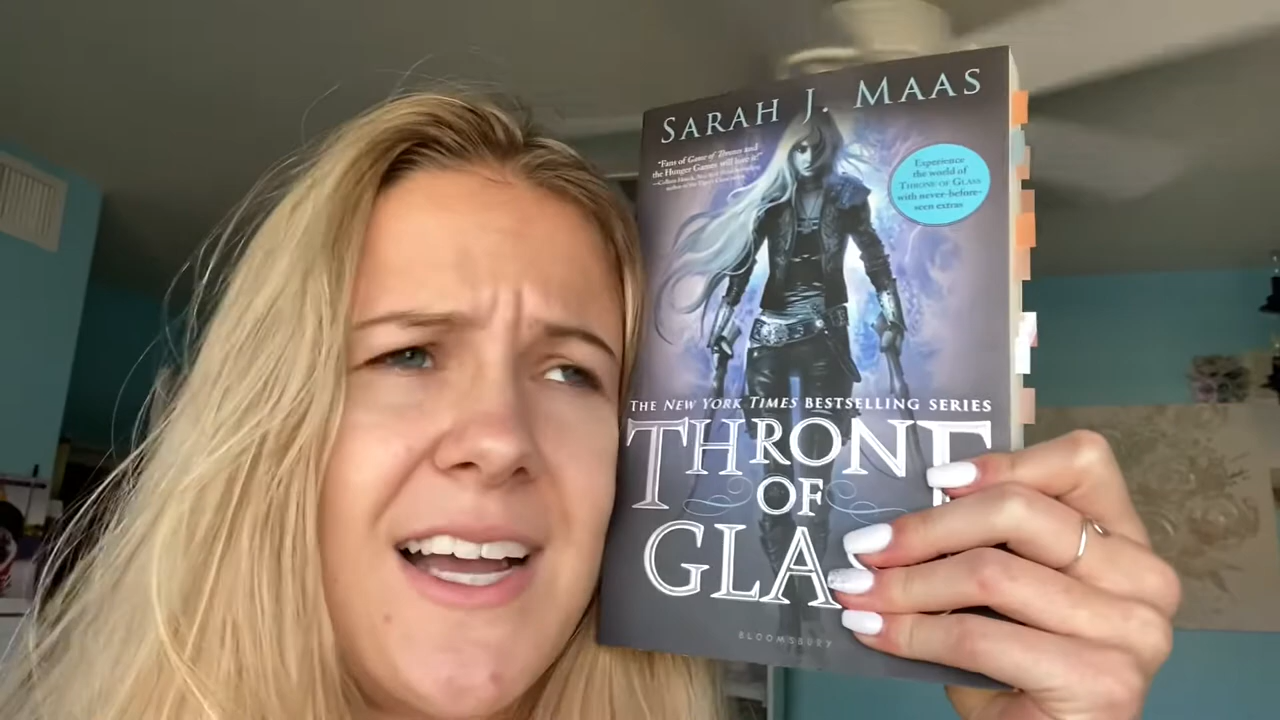 SARAH J. MAAS
"Fans of Game of Thrones and
the Hunger Games will love it!"
Experience
the world of
THRONE OF GLASS
with never-before-
seen extras
THE NEW YORK TIMES BESTSELLING SERIES
THRONE
OF
GLA
BLOOMSBURY